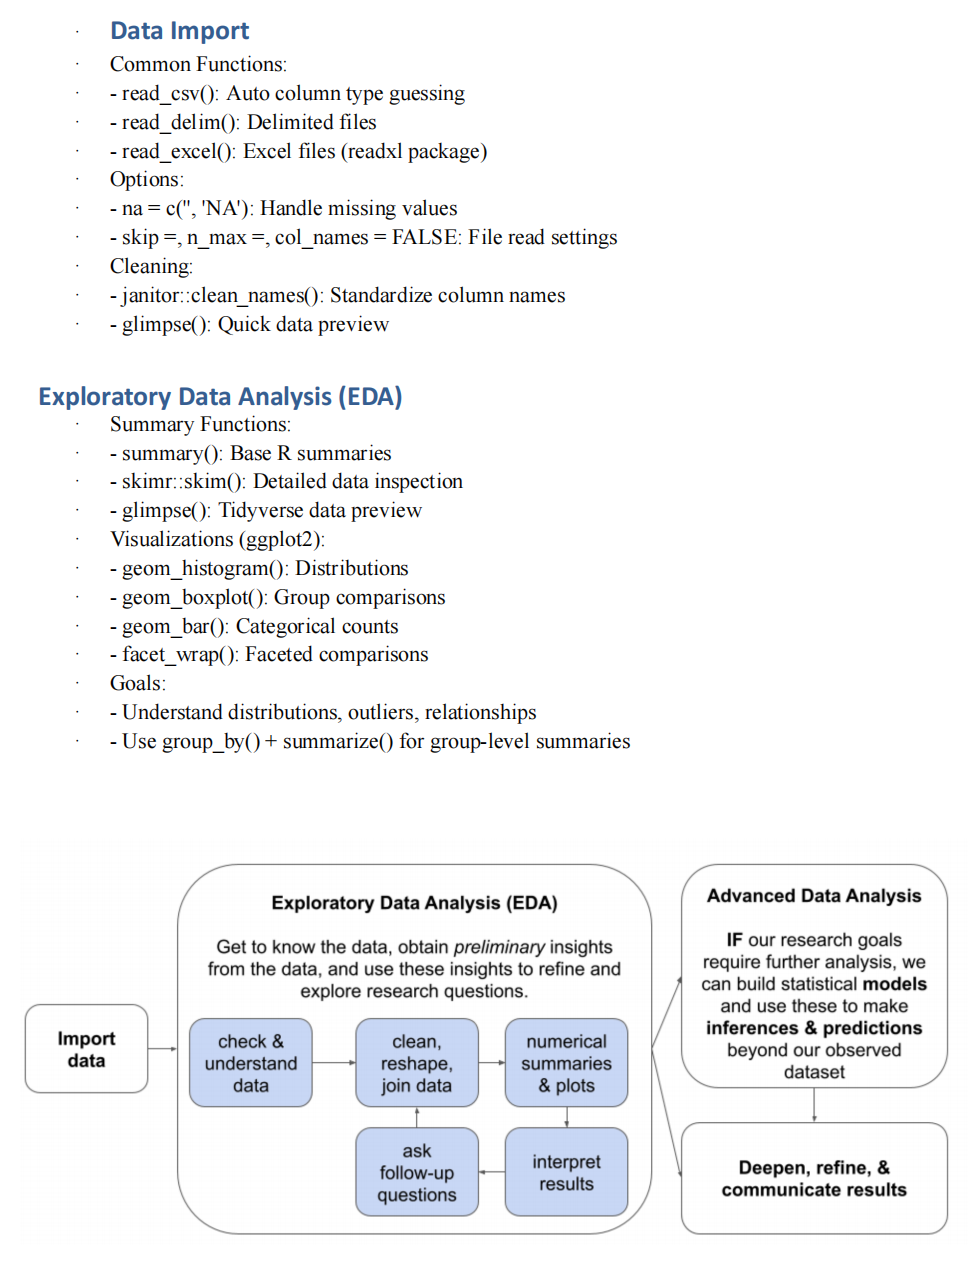 · Data Import
· Common Functions:
· - read_csv(): Auto column type guessing
· - read_delim(): Delimited files
· - read_excel(): Excel files (readxl package)
· Options:
· - na = c('', 'NA'): Handle missing values
· - skip =, n_max =, col_names = FALSE: File read settings
· Cleaning:
· - janitor::clean_names(): Standardize column names
· - glimpse(): Quick data preview
Exploratory Data Analysis (EDA)
· Summary Functions:
· - summary(): Base R summaries
· - skimr::skim(): Detailed data inspection
· - glimpse(): Tidyverse data preview
· Visualizations (ggplot2):
· - geom_histogram(): Distributions
· - geom_boxplot(): Group comparisons
· - geom_bar(): Categorical counts
· - facet_wrap(): Faceted comparisons
· Goals:
· - Understand distributions, outliers, relationships
· - Use group_by() + summarize() for group-level summaries
Import
data
Exploratory Data Analysis (EDA)
Get to know the data, obtain preliminary insights
from the data, and use these insights to refine and
explore research questions.
check &
understand
data
clean,
reshape,
join data
numerical
summaries
& plots
interpret
results
ask
follow-up
questions
Advanced Data Analysis
IF our research goals
require further analysis, we
can build statistical models
and use these to make
inferences & predictions
beyond our observed
dataset
Deepen, refine, &
communicate results